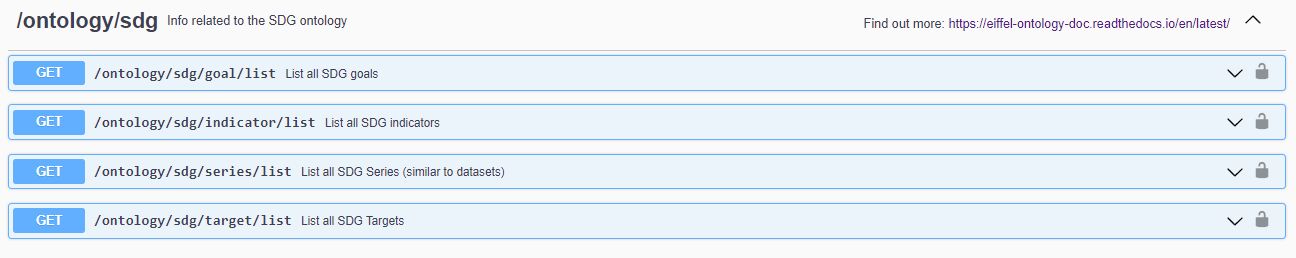 /ontology/sdg Info related to the SDG ontology Find out more: https://eiffel-ontology-doc.readthedocs.io/en/latest/
GET /ontology/sdg/goal/list List all SDG goals
GET /ontology/sdg/indicator/list List all SDG indicators
GET /ontology/sdg/series/list List all SDG Series (similar to datasets)
GET /ontology/sdg/target/list List all SDG Targets